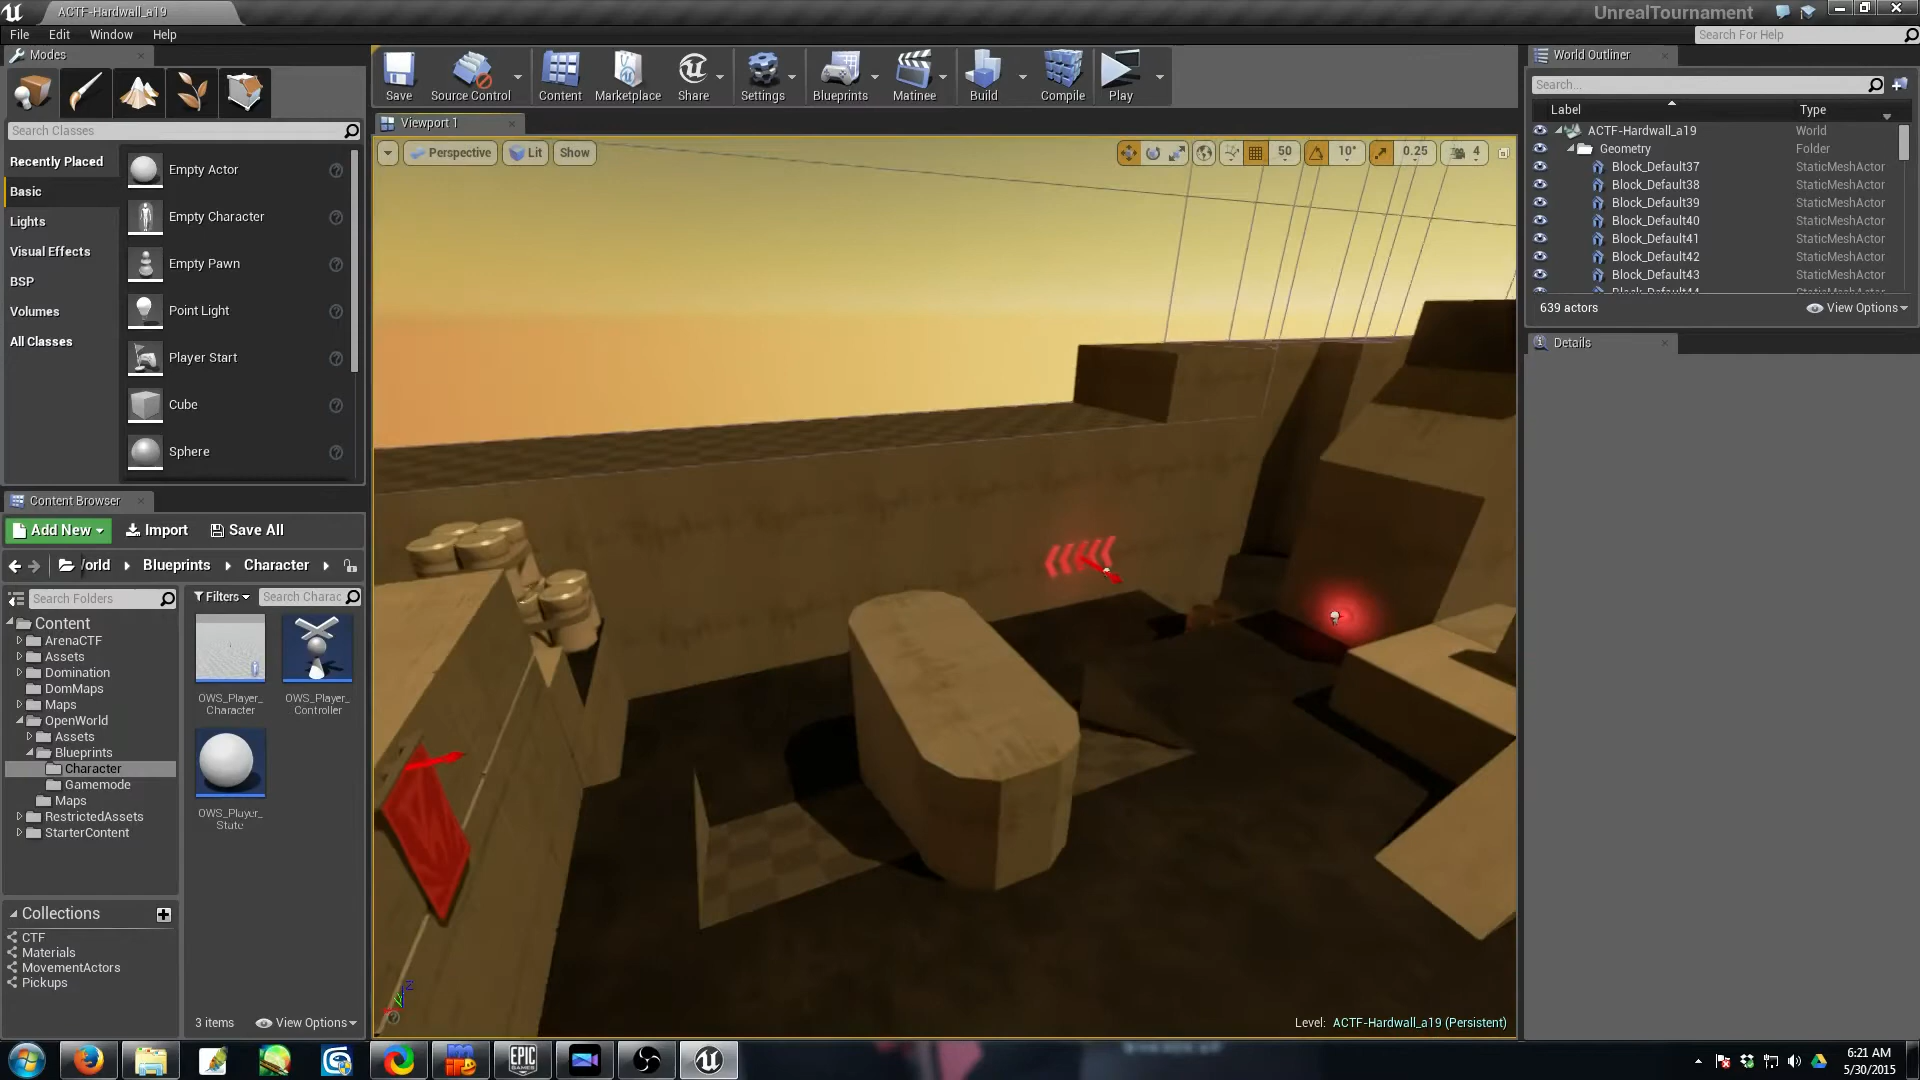 ACTF-Hardwall_a19
UnrealTournament
File Edit Window Help
Search For Help
Modes
Save
Source Control
Content
Marketplace
Share
Settings
Blueprints
Matinee
Build
Compile
Play
World Outliner
Search...
Label Type
ACTF-Hardwall_a19 World
Geometry Folder
Block_Default37 StaticMeshActor
Block_Default38 StaticMeshActor
Block_Default39 StaticMeshActor
Block_Default40 StaticMeshActor
Block_Default41 StaticMeshActor
Block_Default42 StaticMeshActor
Block_Default43 StaticMeshActor
639 actors
View Options
Details
Viewport 1
Perspective Lit Show
50 10° 0.25 4
Search Classes
Recently Placed
Basic
Lights
Visual Effects
BSP
Volumes
All Classes
Empty Actor
Empty Character
Empty Pawn
Point Light
Player Start
Cube
Sphere
Content Browser
Add New Import Save All
/orld Blueprints Character
Search Folders
Filters Search Charac
Content
ArenaCTF
Assets
Domination
DomMaps
Maps
OpenWorld
Assets
Blueprints
Character
Gamemode
Maps
RestrictedAssets
StarterContent
OWS_Player_
Character
OWS_Player_
Controller
OWS_Player_
State
Collections
CTF
Materials
MovementActors
Pickups
3 items
View Options
Level: ACTF-Hardwall_a19 (Persistent)
Z
EPIC
GAMES
6:21 AM
5/30/2015